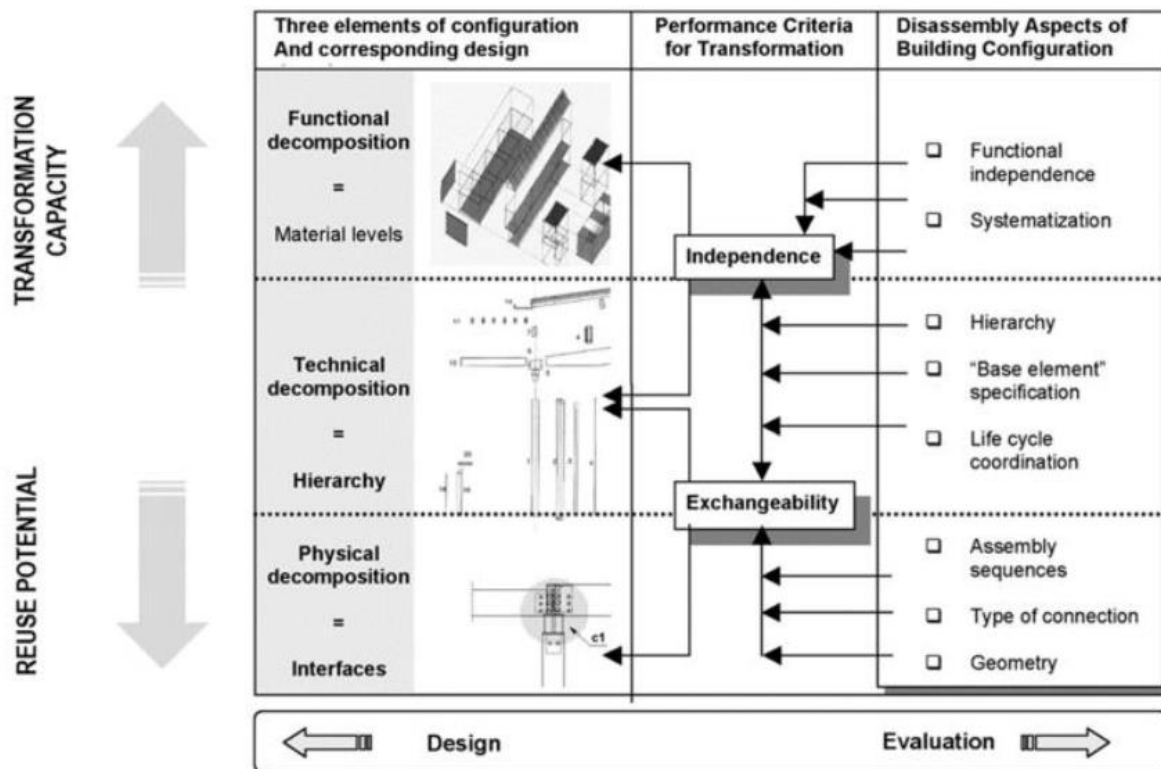 Three elements of configuration
And corresponding design
Performance Criteria
for Transformation
Disassembly Aspects of
Building Configuration
TRANSFORMATION
CAPACITY
REUSE POTENTIAL
Functional
decomposition
=
Material levels
Technical
decomposition
=
Hierarchy
Physical
decomposition
=
Interfaces
c1
Independence
Exchangeability
Functional
independence
Systematization
Hierarchy
“Base element”
specification
Life cycle
coordination
Assembly
sequences
Type of connection
Geometry
Design
Evaluation